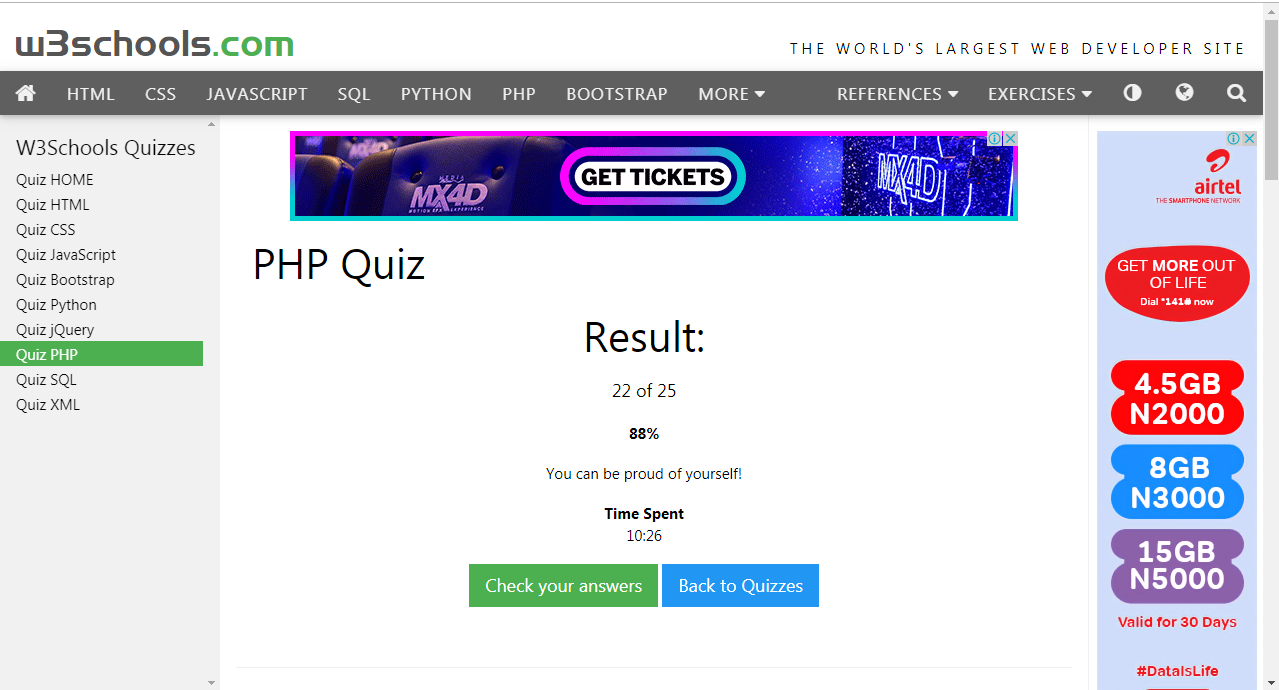 w3schools.com
THE WORLD'S LARGEST WEB DEVELOPER SITE
HTML CSS JAVASCRIPT SQL PYTHON PHP BOOTSTRAP MORE REFERENCES EXERCISES
W3Schools Quizzes
Quiz HOME
Quiz HTML
Quiz CSS
Quiz JavaScript
Quiz Bootstrap
Quiz Python
Quiz jQuery
Quiz PHP
Quiz SQL
Quiz XML
MX4D
GET TICKETS
MX4D
PHP Quiz
Result:
22 of 25
88%
You can be proud of yourself!
Time Spent
10:26
Check your answers
Back to Quizzes
airtel
THE SMARTPHONE NETWORK
GET MORE OUT
OF LIFE
Dial *141# now
4.5GB
N2000
8GB
N3000
15GB
N5000
Valid for 30 Days
#DataIsLife